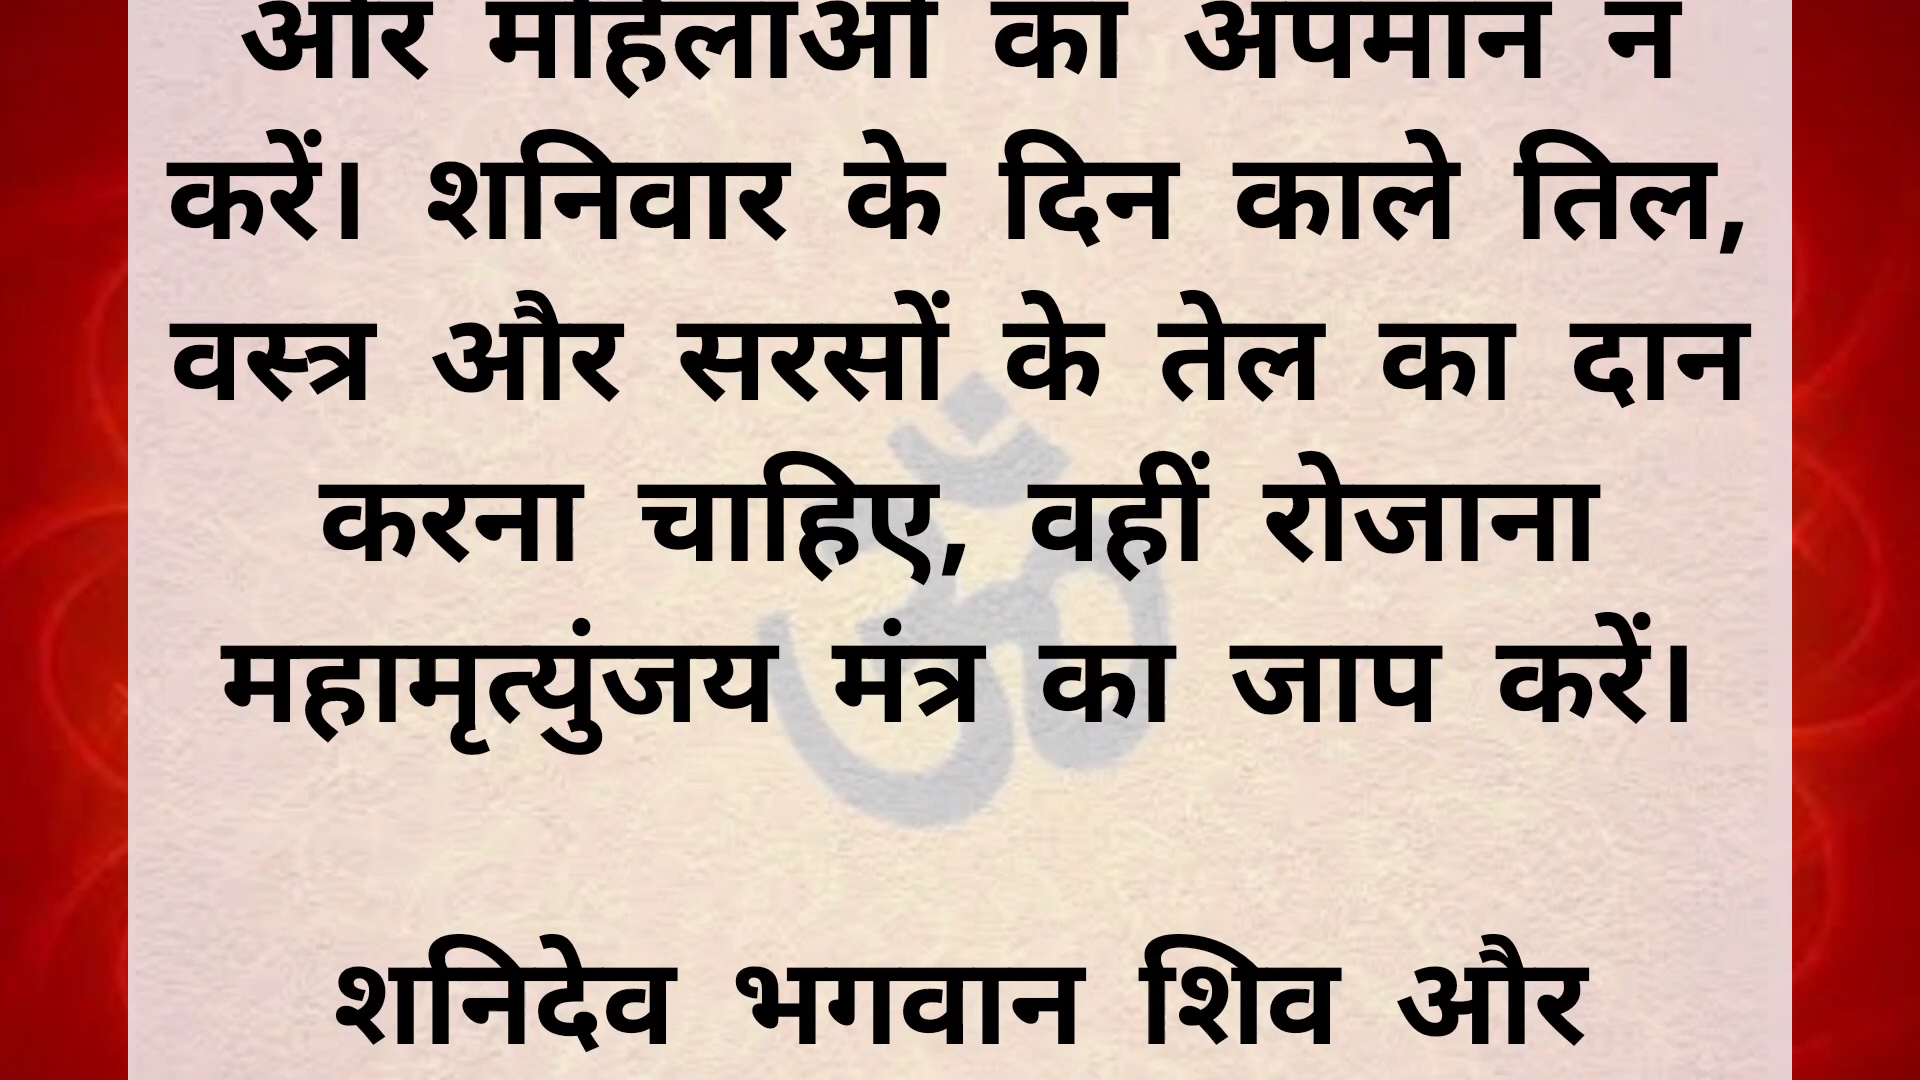 और महिलाओं का अपमान न
करें। शनिवार के दिन काले तिल,
वस्त्र और सरसों के तेल का दान
करना चाहिए, वहीं रोजाना
महामृत्युंजय मंत्र का जाप करें।
शनिदेव भगवान शिव और
ॐ